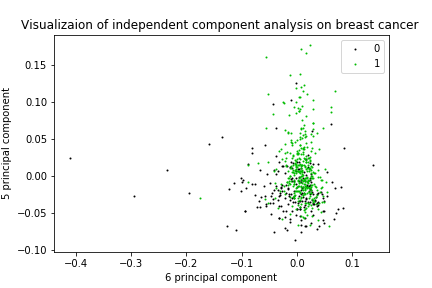 Visualizaion of independent component analysis on breast cancer
0
1
0.15
0.10
0.05
0.00
−0.05
−0.10
5 principal component
−0.4 −0.3 −0.2 −0.1 0.0 0.1
6 principal component